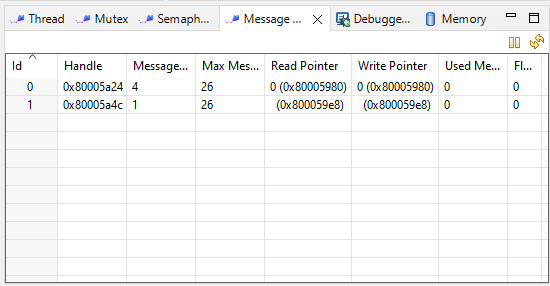 Thread Mutex Semaph... Message ... Debugge... Memory
Id Handle Message... Max Mes... Read Pointer Write Pointer Used Me... Fl...
0 0x80005a24 4 26 0 (0x80005980) 0 (0x80005980) 0 0
1 0x80005a4c 1 26 (0x800059e8) (0x800059e8) 0 0